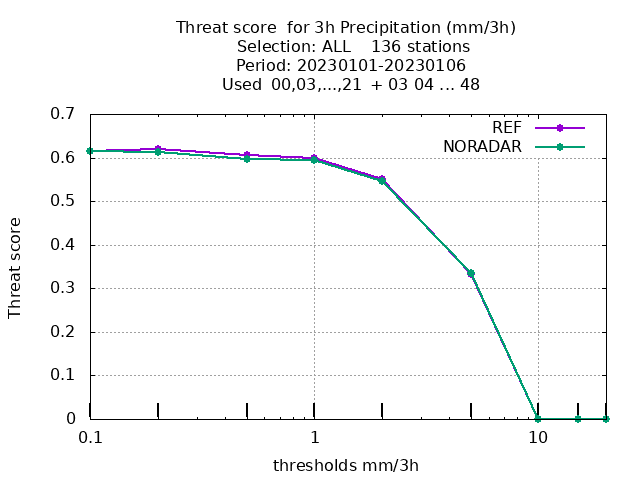 Threat score  for 3h Precipitation (mm/3h)
Selection: ALL    136 stations
Period: 20230101-20230106
Used  00,03,...,21  + 03 04 ... 48
REF
NORADAR
0.7
0.6
0.5
0.4
0.3
0.2
0.1
0
Threat score
0.1 1 10
thresholds mm/3h